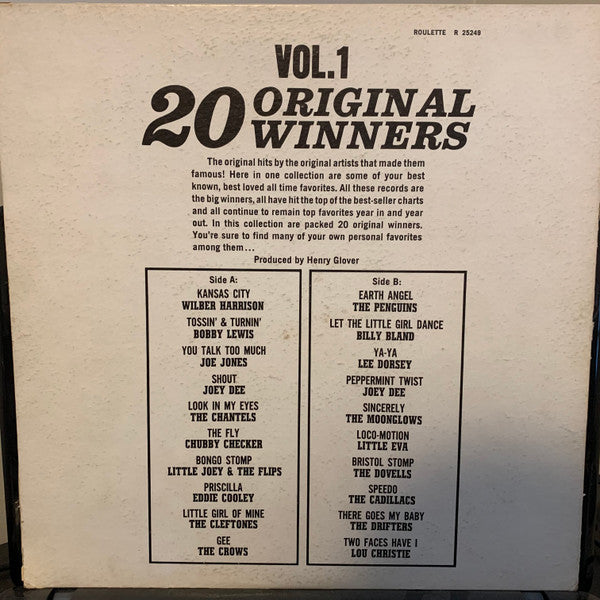 ROULETTE R 25249
VOL.1
20 ORIGINAL
WINNERS
The original hits by the original artists that made them
famous! Here in one collection are some of your best
known, best loved all time favorites. All these records are
the big winners, all have hit the top of the best-seller charts
and all continue to remain top favorites year in and year
out. In this collection are packed 20 original winners.
You're sure to find many of your own personal favorites
among them...
Produced by Henry Glover
Side A:
KANSAS CITY
WILBER HARRISON
TOSSIN' & TURNIN'
BOBBY LEWIS
YOU TALK TOO MUCH
JOE JONES
SHOUT
JOEY DEE
LOOK IN MY EYES
THE CHANTELS
THE FLY
CHUBBY CHECKER
BONGO STOMP
LITTLE JOEY & THE FLIPS
PRISCILLA
EDDIE COOLEY
LITTLE GIRL OF MINE
THE CLEFTONES
GEE
THE CROWS
Side B:
EARTH ANGEL
THE PENGUINS
LET THE LITTLE GIRL DANCE
BILLY BLAND
YA-YA
LEE DORSEY
PEPPERMINT TWIST
JOEY DEE
SINCERELY
THE MOONGLOWS
LOCO-MOTION
LITTLE EVA
BRISTOL STOMP
THE DOVELLS
SPEEDO
THE CADILLACS
THERE GOES MY BABY
THE DRIFTERS
TWO FACES HAVE I
LOU CHRISTIE